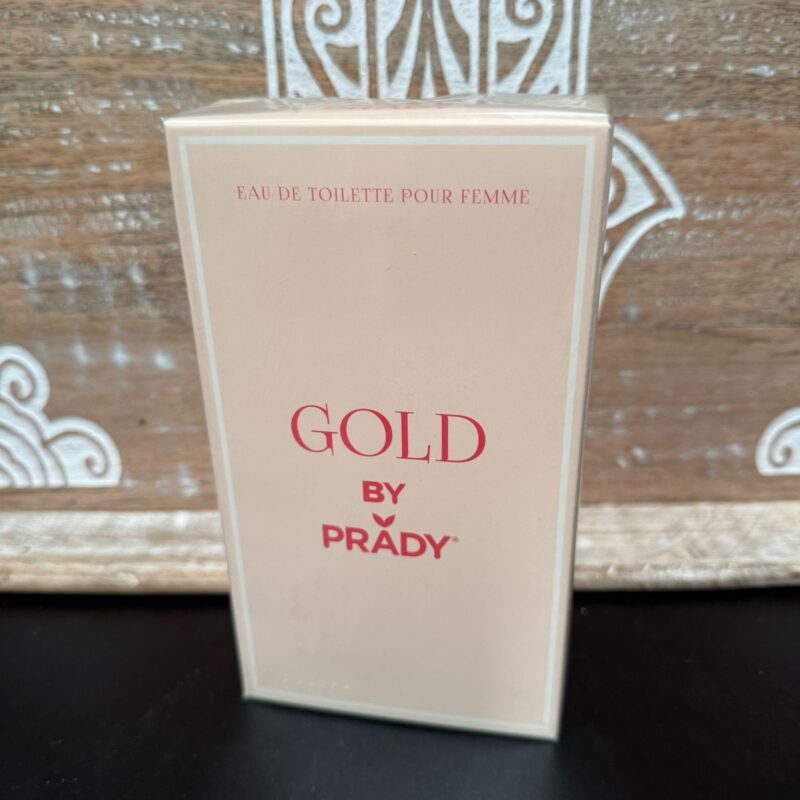 EAU DE TOILETTE POUR FEMME
GOLD
BY
PRADY®